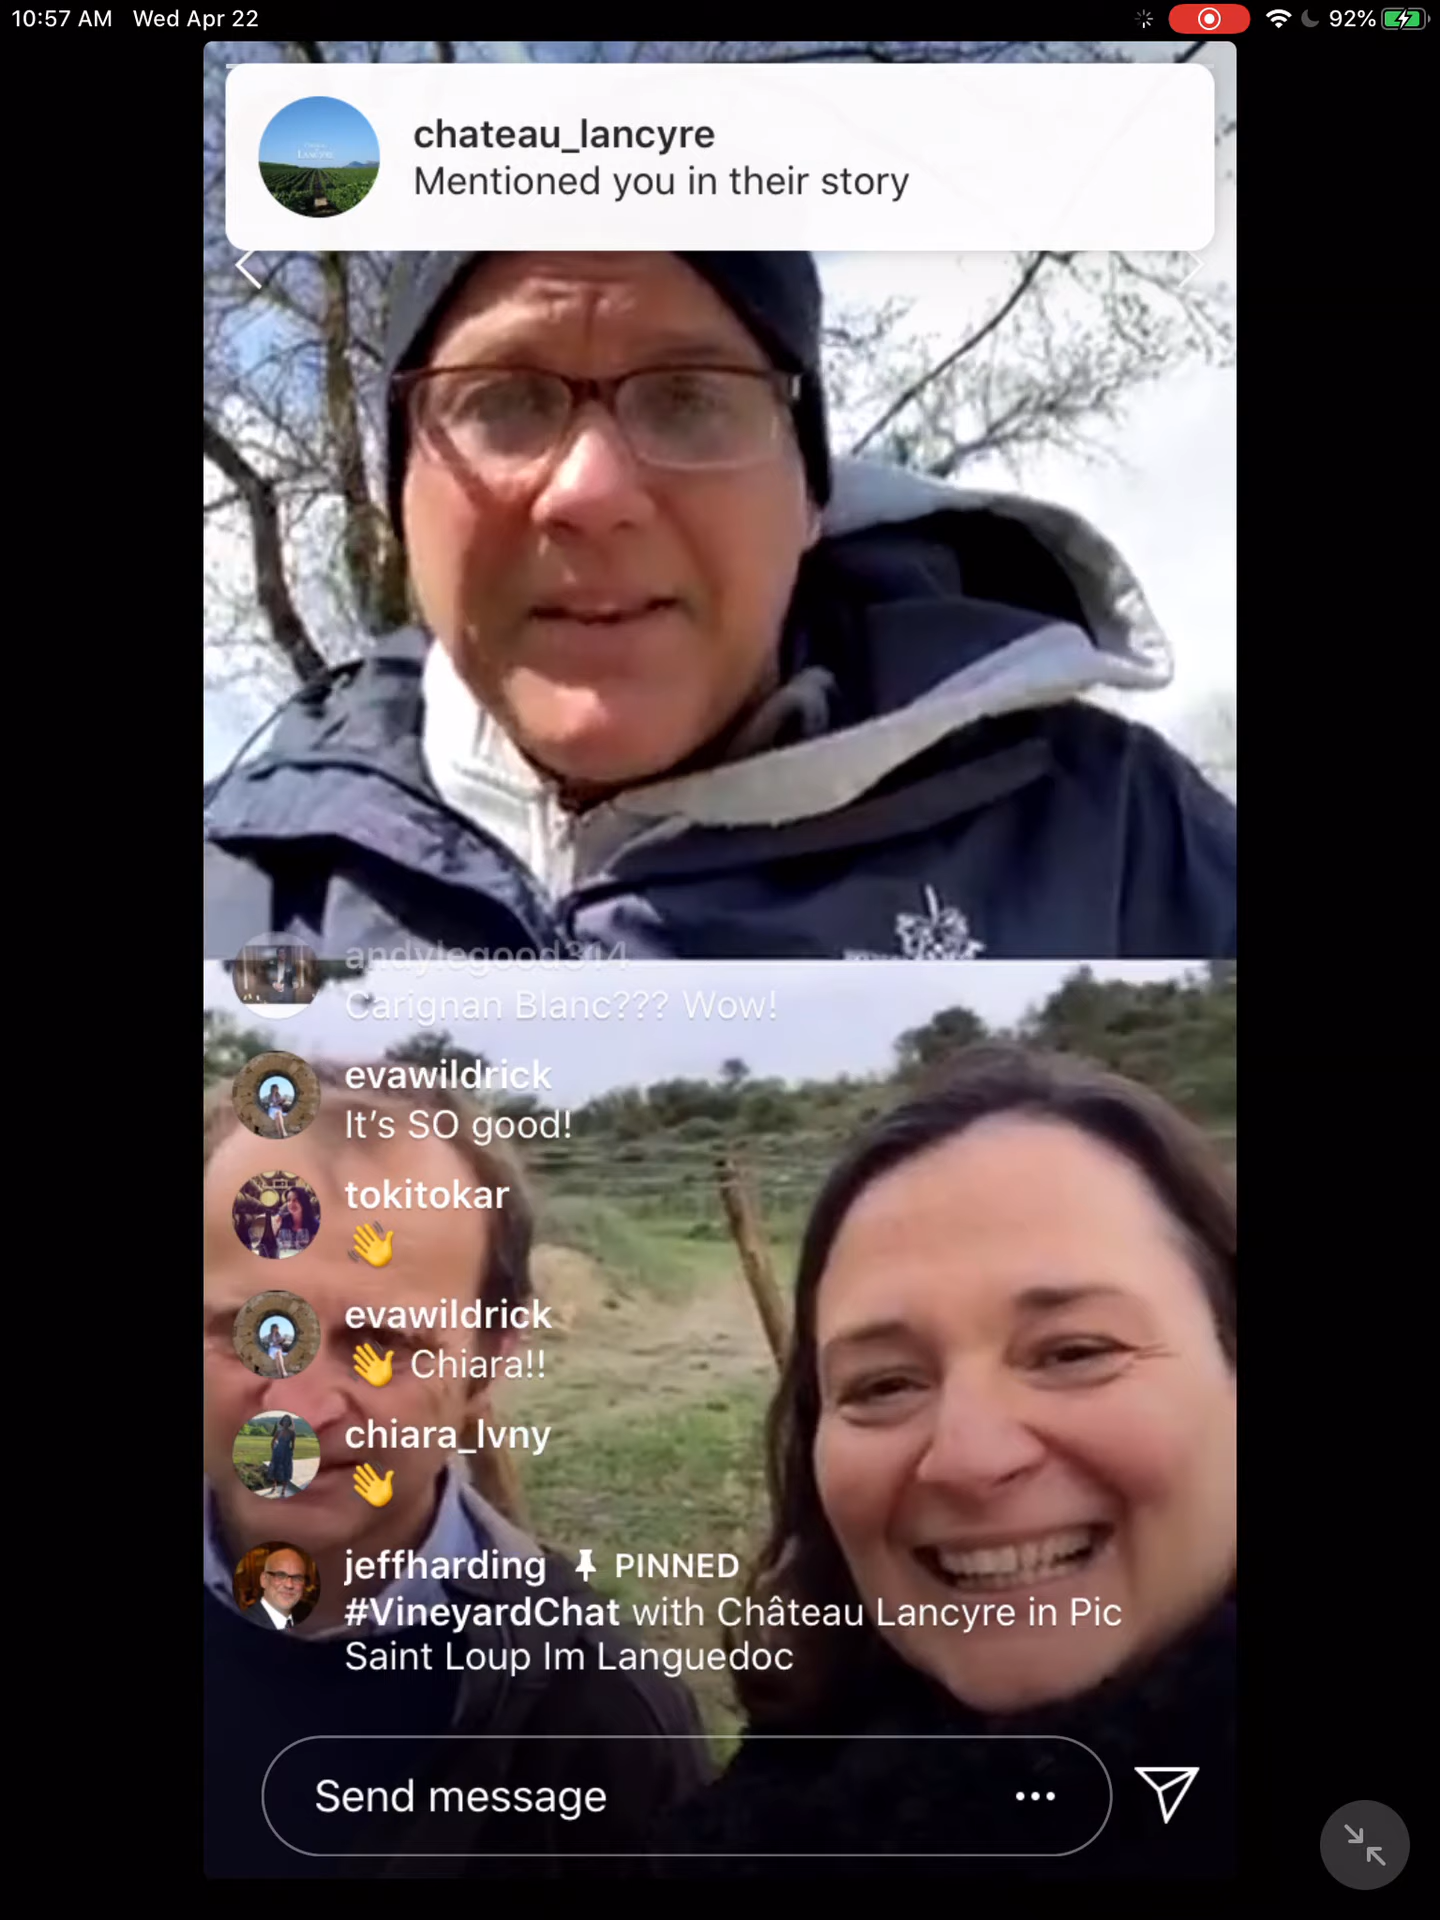 10:57 AM Wed Apr 22
92%
chateau_lancyre
Mentioned you in their story
andylegood314
Carignan Blanc??? Wow!
evawildrick
It’s SO good!
tokitokar
👋
evawildrick
👋 Chiara!!
chiara_lvny
👋
jeffharding PINNED
#VineyardChat with Château Lancyre in Pic
Saint Loup Im Languedoc
Send message